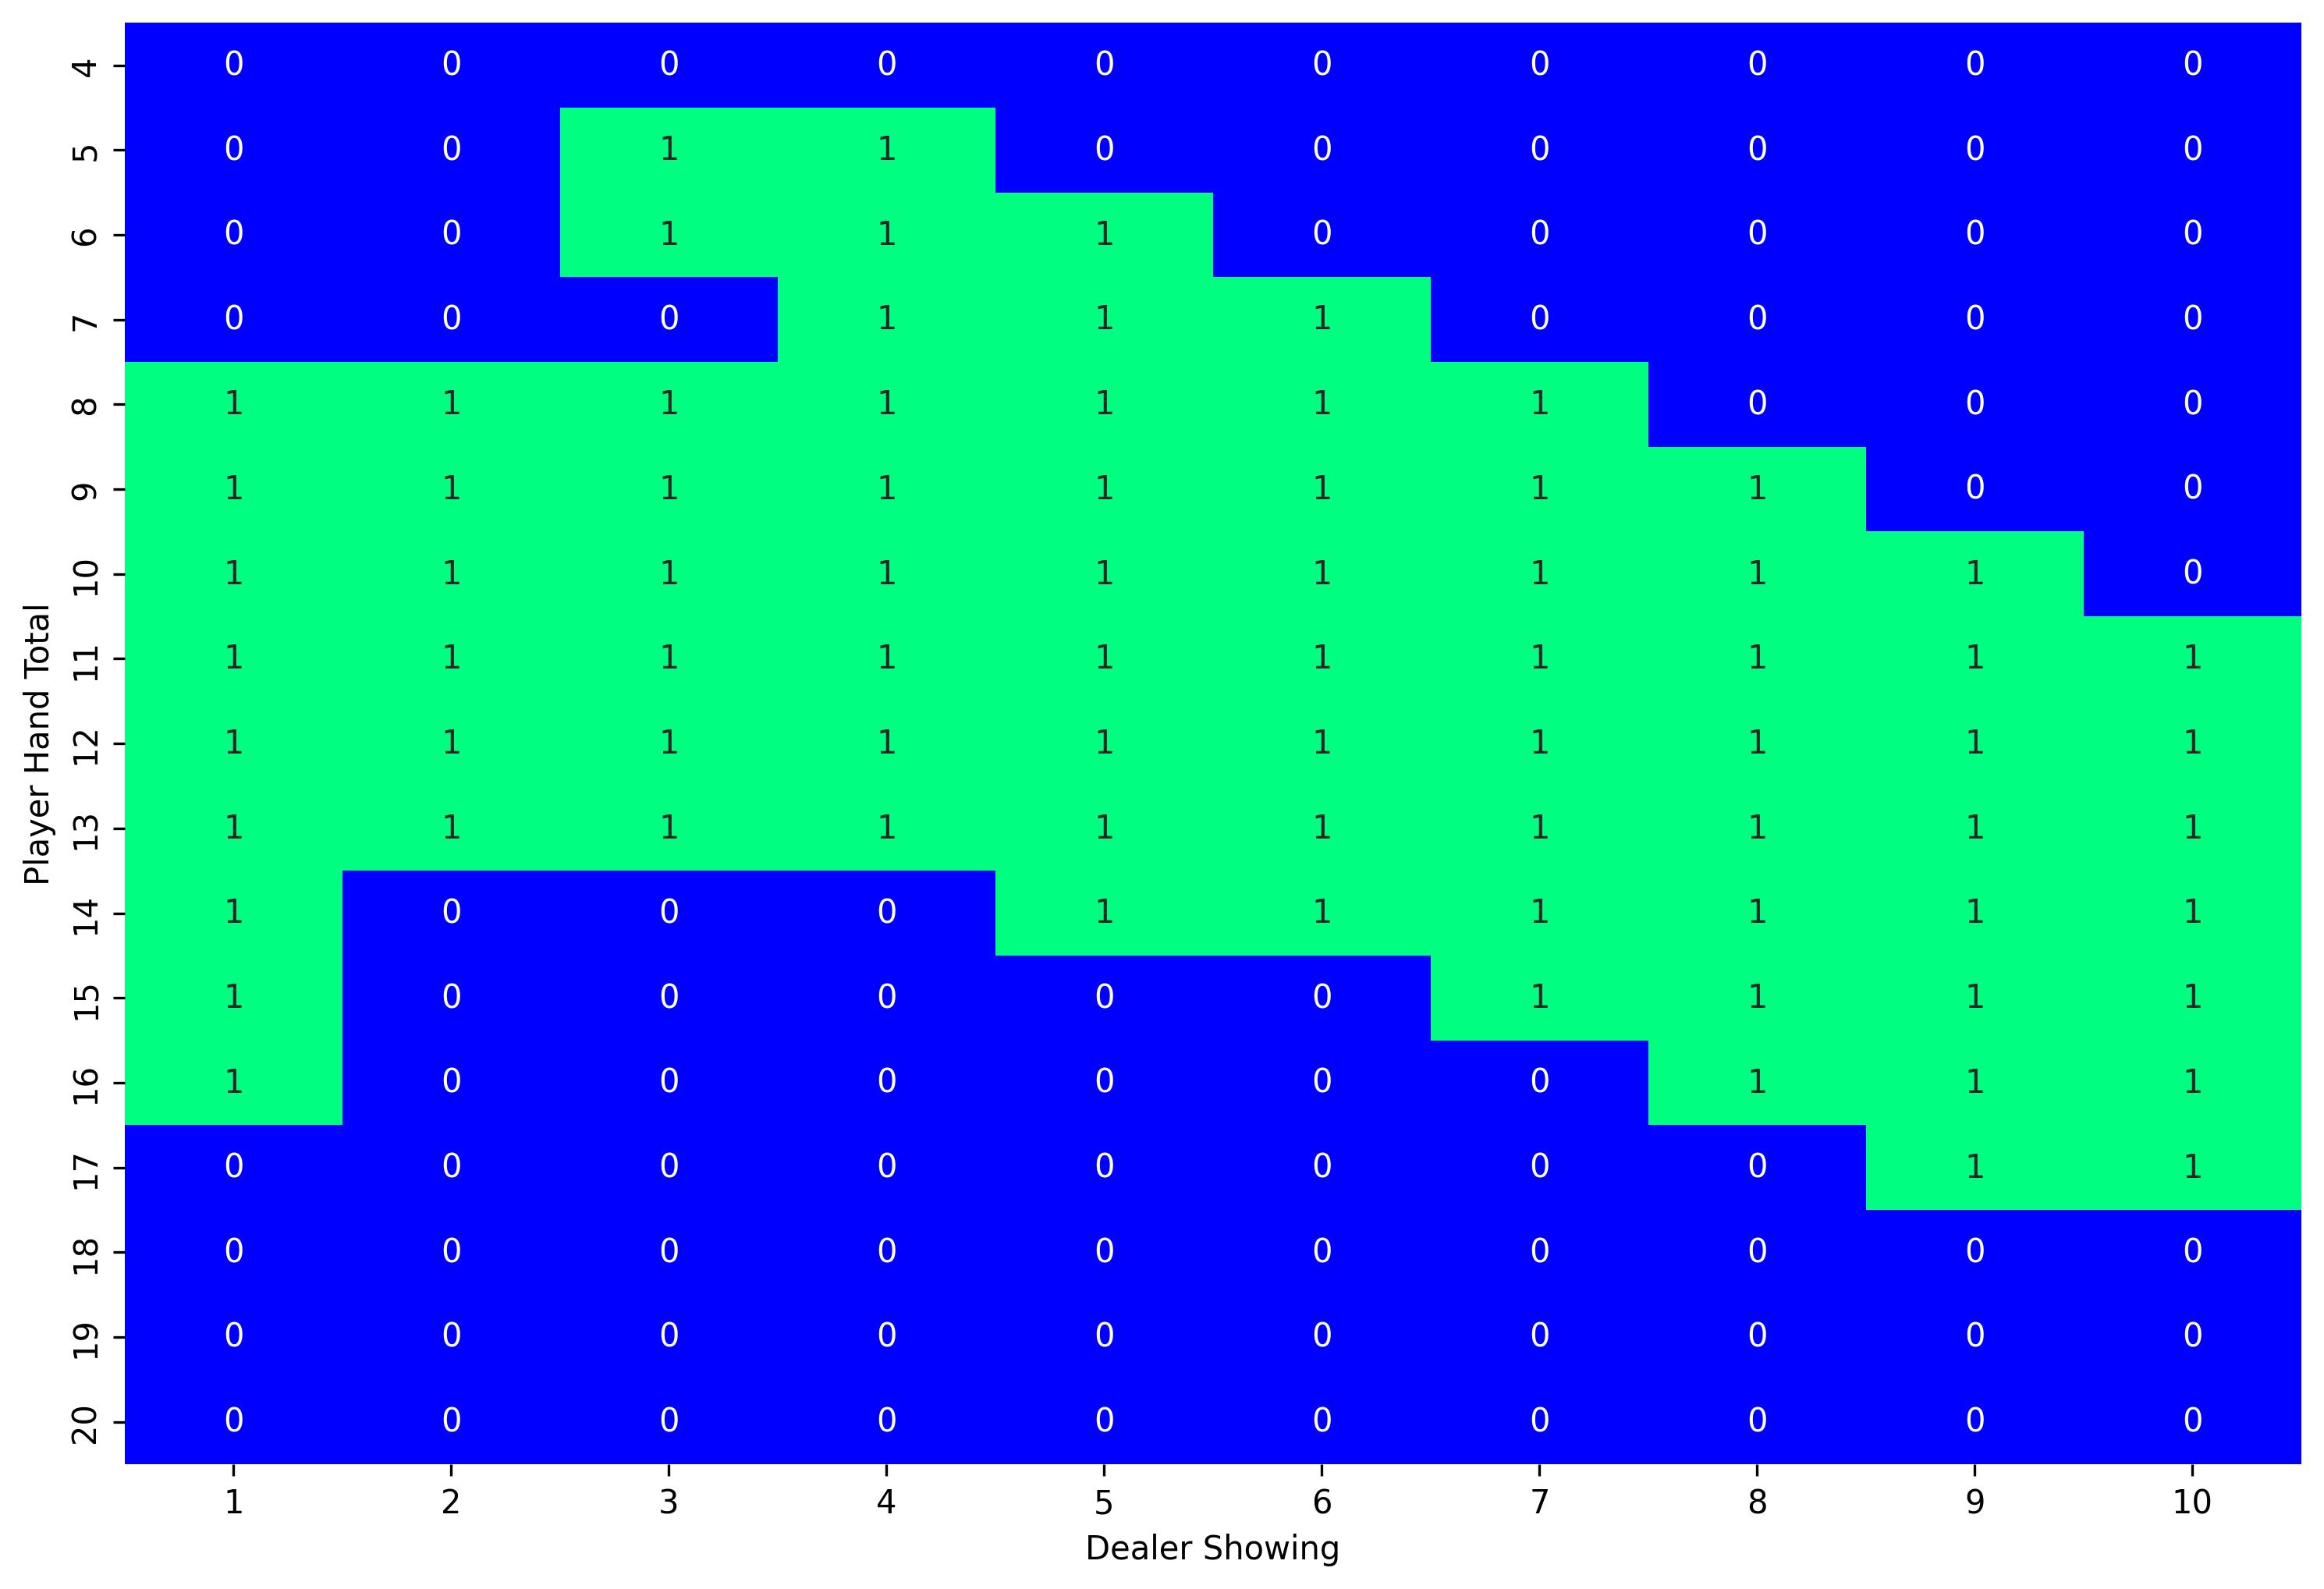 4 0 0 0 0 0 0 0 0 0 0
5 0 0 1 1 0 0 0 0 0 0
6 0 0 1 1 1 0 0 0 0 0
7 0 0 0 1 1 1 0 0 0 0
8 1 1 1 1 1 1 1 0 0 0
9 1 1 1 1 1 1 1 1 0 0
10 1 1 1 1 1 1 1 1 1 0
11 1 1 1 1 1 1 1 1 1 1
12 1 1 1 1 1 1 1 1 1 1
13 1 1 1 1 1 1 1 1 1 1
14 1 0 0 0 1 1 1 1 1 1
15 1 0 0 0 0 0 1 1 1 1
16 1 0 0 0 0 0 0 1 1 1
17 0 0 0 0 0 0 0 0 1 1
18 0 0 0 0 0 0 0 0 0 0
19 0 0 0 0 0 0 0 0 0 0
20 0 0 0 0 0 0 0 0 0 0
1 2 3 4 5 6 7 8 9 10
Player Hand Total
Dealer Showing